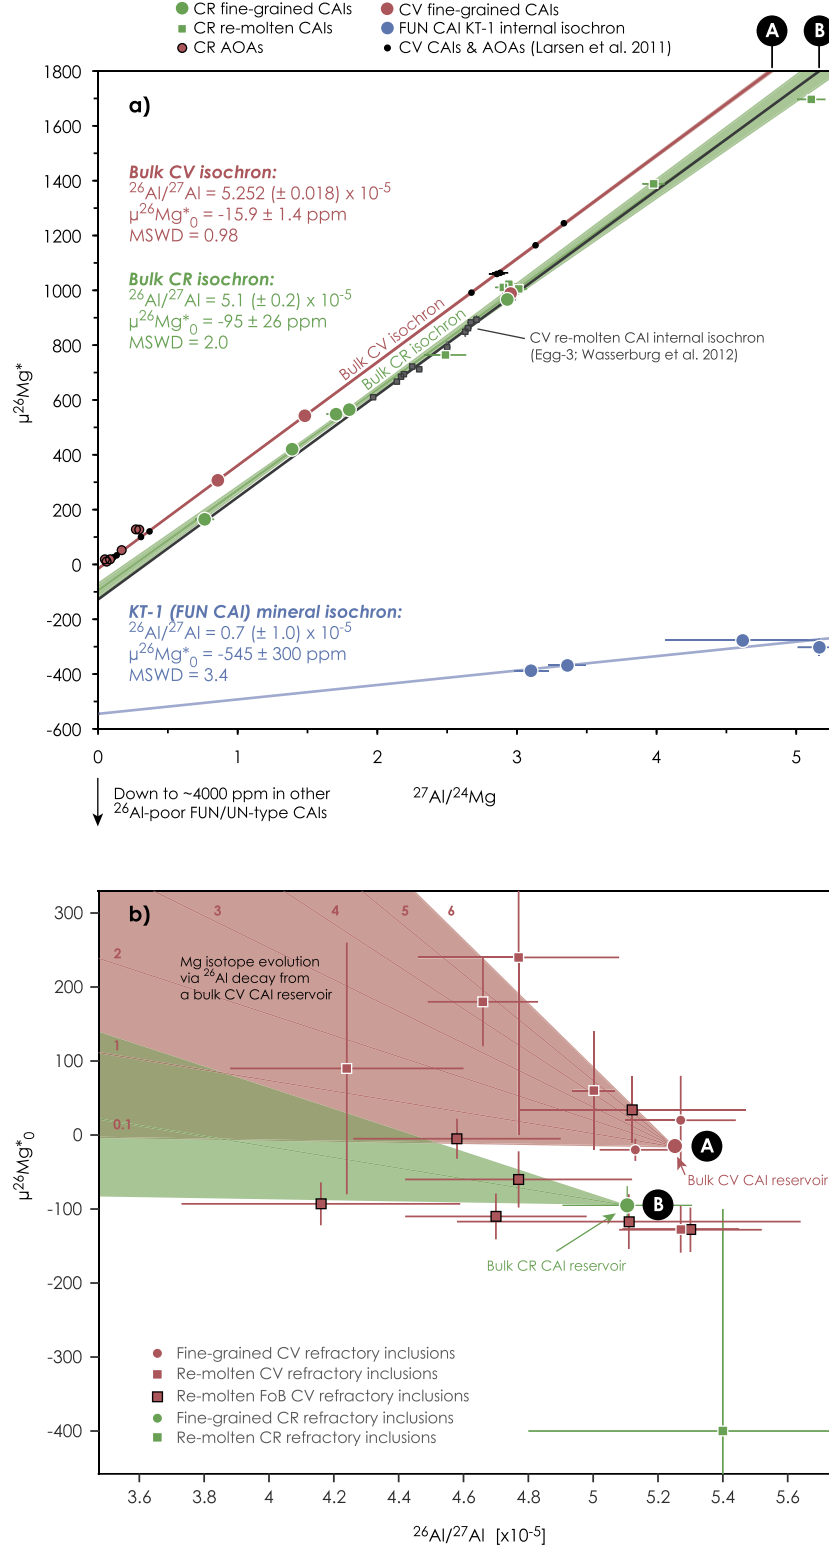 CR fine-grained CAIs
CV fine-grained CAIs
CR re-molten CAIs
FUN CAI KT-1 internal isochron
CR AOAs
CV CAIs & AOAs (Larsen et al. 2011)
A
B
a)
1800
1600
1400
1200
1000
800
600
400
200
0
-200
-400
-600
μ²⁶Mg*
Bulk CV isochron:
²⁶Al/²⁷Al = 5.252 (± 0.018) x 10⁻⁵
μ²⁶Mg*₀ = -15.9 ± 1.4 ppm
MSWD = 0.98
Bulk CR isochron:
²⁶Al/²⁷Al = 5.1 (± 0.2) x 10⁻⁵
μ²⁶Mg*₀ = -95 ± 26 ppm
MSWD = 2.0
Bulk CV isochron
Bulk CR isochron
CV re-molten CAI internal isochron
(Egg-3; Wasserburg et al. 2012)
KT-1 (FUN CAI) mineral isochron:
²⁶Al/²⁷Al = 0.7 (± 1.0) x 10⁻⁵
μ²⁶Mg*₀ = -545 ± 300 ppm
MSWD = 3.4
0 1 2 3 4 5
²⁷Al/²⁴Mg
Down to ~4000 ppm in other
²⁶Al-poor FUN/UN-type CAIs
b)
300
200
100
0
-100
-200
-300
-400
μ²⁶Mg*₀
3 4 5 6
2
1
0.1
Mg isotope evolution
via ²⁶Al decay from
a bulk CV CAI reservoir
A
Bulk CV CAI reservoir
B
Bulk CR CAI reservoir
Fine-grained CV refractory inclusions
Re-molten CV refractory inclusions
Re-molten FoB CV refractory inclusions
Fine-grained CR refractory inclusions
Re-molten CR refractory inclusions
3.6 3.8 4 4.2 4.4 4.6 4.8 5 5.2 5.4 5.6
²⁶Al/²⁷Al [x10⁻⁵]